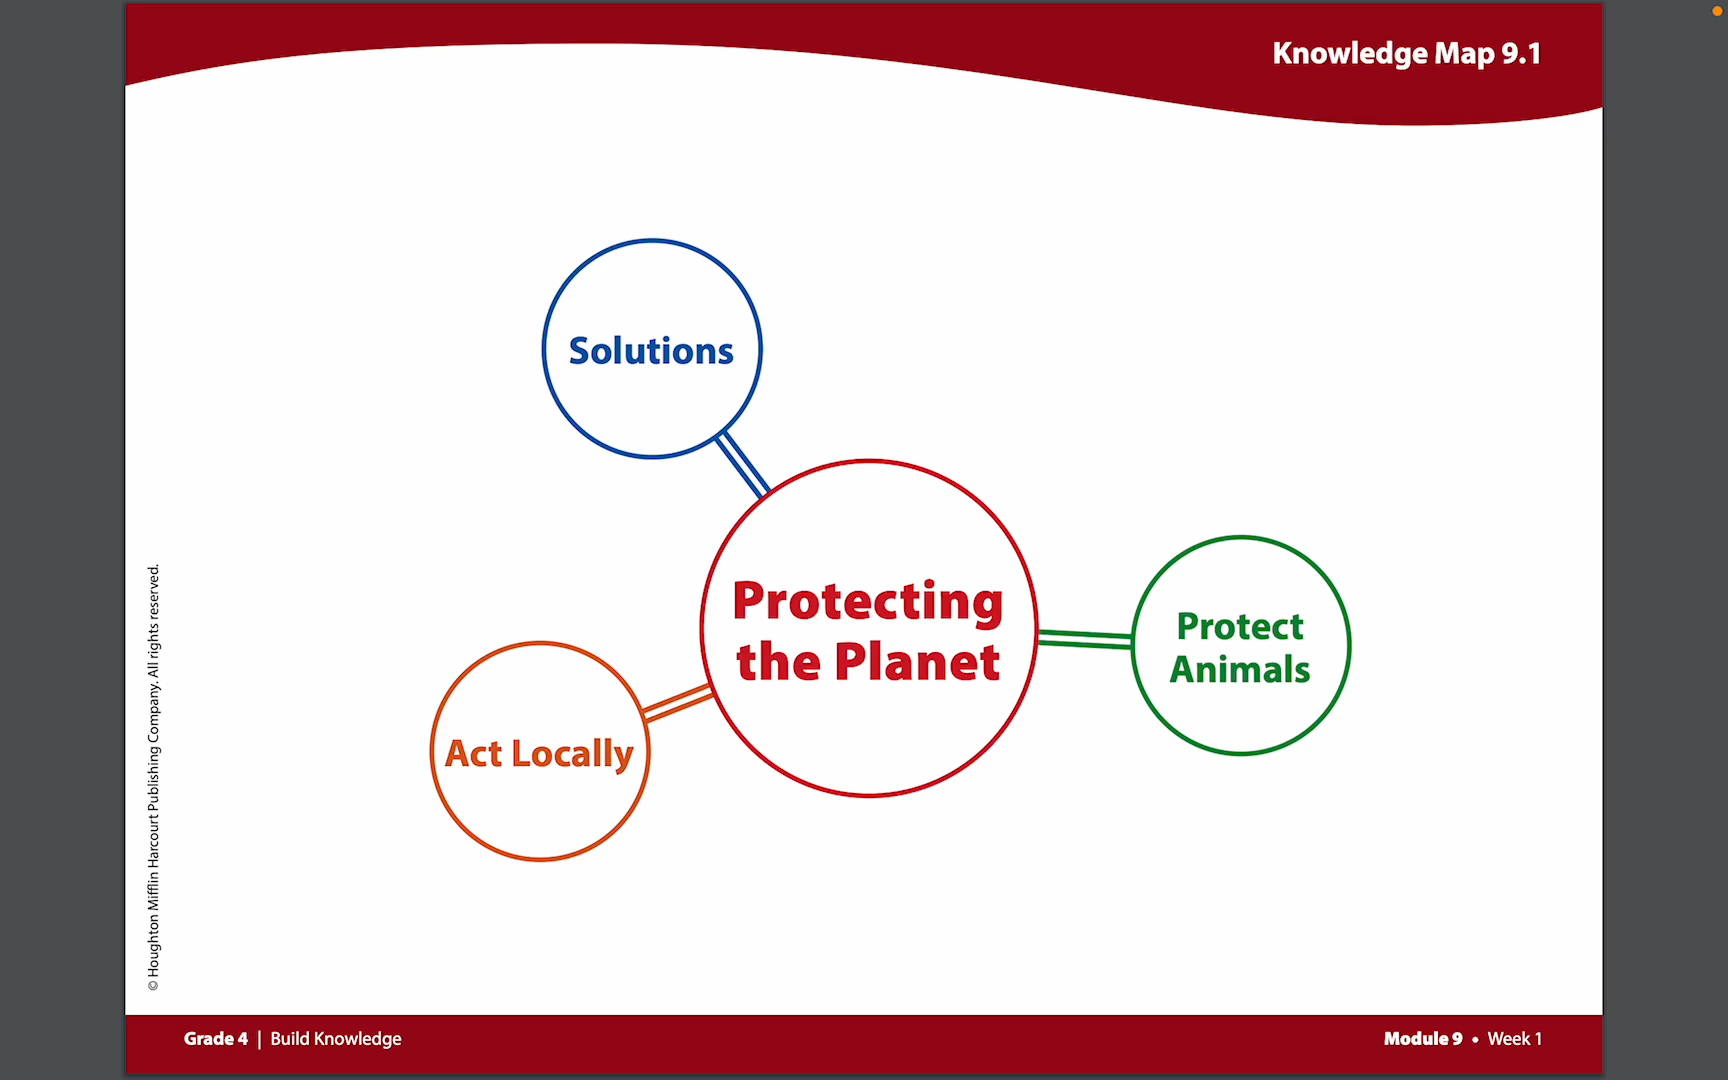 Knowledge Map 9.1
Solutions
Protecting
the Planet
Protect
Animals
Act Locally
© Houghton Mifflin Harcourt Publishing Company. All rights reserved.
Grade 4 | Build Knowledge
Module 9 • Week 1